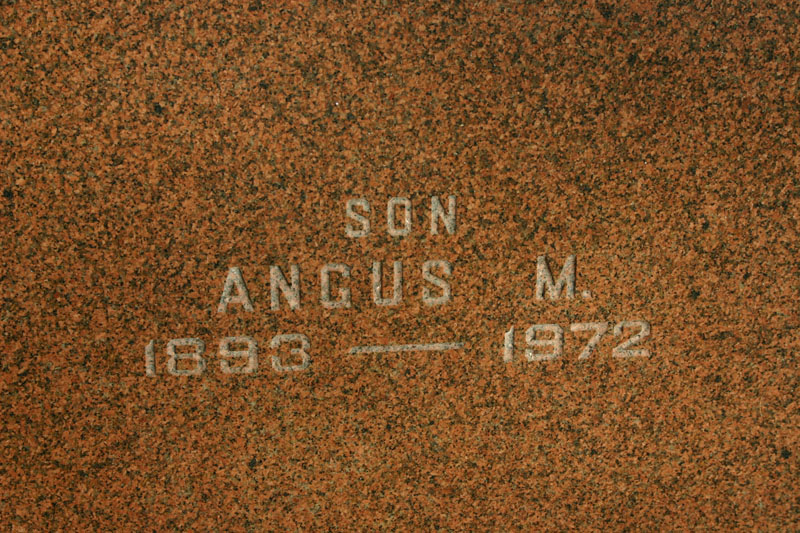 SON
ANGUS M.
1893 — 1972